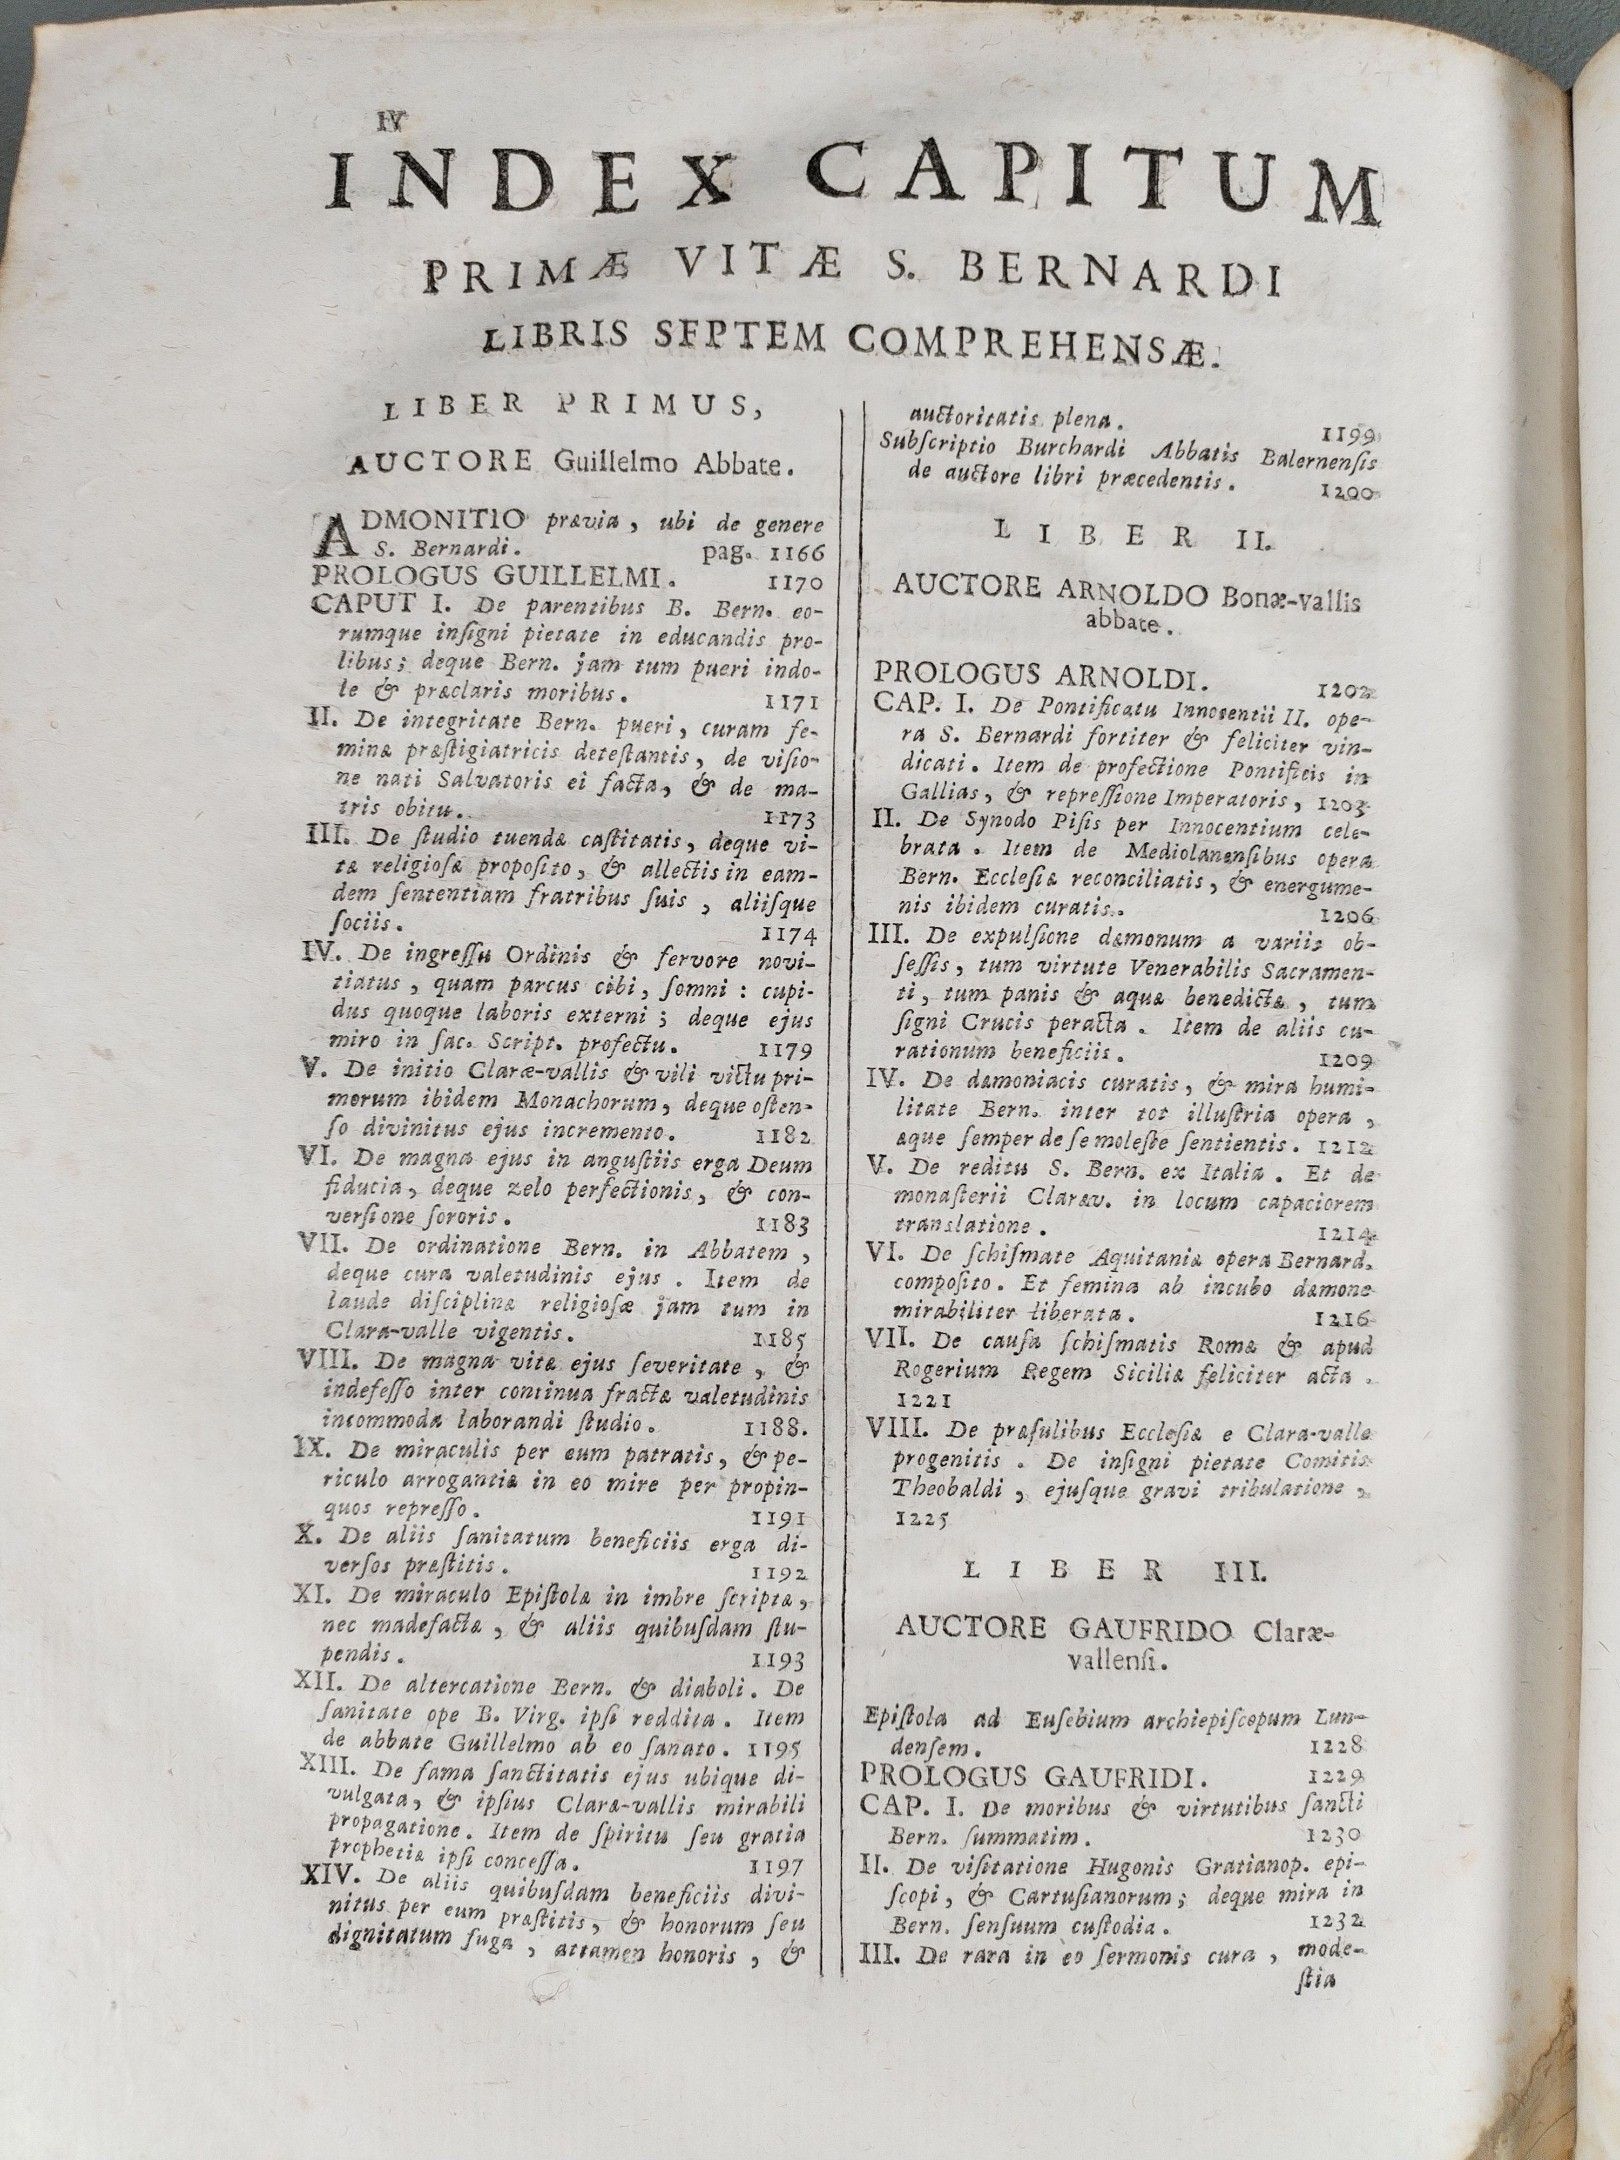 IV
INDEX CAPITUM
PRIMÆ VITÆ S. BERNARDI
LIBRIS SFPTEM COMPREHENSÆ.
LIBER PRIMUS,
AUCTORE Guillelmo Abbate.
ADMONITIO prævia, ubi de genere
S. Bernardi. pag. 1166
PROLOGUS GUILLELMI. 1170
CAPUT I. De parentibus B. Bern. eo-
rumque inſigni pietate in educandis pro-
libus; deque Bern. jam tum pueri indo-
le & præclaris moribus. 1171
II. De integritate Bern. pueri, curam fe-
minæ præſtigiatricis deteſtantis, de viſio-
ne nati Salvatoris ei facta, & de ma-
tris obitu. 1173
III. De ſtudio tuendæ caſtitatis, deque vi-
tæ religioſæ propoſito, & allectis in eam-
dem ſententiam fratribus ſuis, aliiſque
ſociis. 1174
IV. De ingreſſu Ordinis & fervore novi-
tiatus, quam parcus cibi, ſomni: cupi-
dus quoque laboris externi; deque ejus
miro in ſac. Script. profectu. 1179
V. De initio Claræ-vallis & vili victu pri-
morum ibidem Monachorum, deque oſten-
ſo divinitus ejus incremento. 1182
VI. De magna ejus in anguſtiis erga Deum
fiducia, deque zelo perfectionis, & con-
verſione ſororis. 1183
VII. De ordinatione Bern. in Abbatem,
deque cura valetudinis ejus. Item de
laude diſciplinæ religioſæ jam tum in
Clara-valle vigentis. 1185
VIII. De magna vitæ ejus ſeveritate, &
indefeſſo inter continua fractæ valetudinis
incommoda laborandi ſtudio. 1188.
IX. De miraculis per eum patratis, & pe-
riculo arrogantiæ in eo mire per propin-
quos repreſſo. 1191
X. De aliis ſanitatum beneficiis erga di-
verſos præſtitis. 1192
XI. De miraculo Epiſtolæ in imbre ſcriptæ,
nec madefactæ, & aliis quibuſdam ſtu-
pendis. 1193
XII. De altercatione Bern. & diaboli. De
ſanitate ope B. Virg. ipſi reddita. Item
de abbate Guillelmo ab eo ſanato. 1195
XIII. De fama ſanctitatis ejus ubique di-
vulgata, & ipſius Claræ-vallis mirabili
propagatione. Item de ſpiritu ſeu gratia
prophetiæ ipſi conceſſa. 1197
XIV. De aliis quibuſdam beneficiis divi-
nitus per eum præſtitis, & honorum ſeu
dignitatum fuga, attamen honoris, &
auctoritatis plena. 1199
Subſcriptio Burchardi Abbatis Balernenſis
de auctore libri præcedentis. 1200
LIBER II.
AUCTORE ARNOLDO Bonæ-vallis
abbate.
PROLOGUS ARNOLDI. 1202
CAP. I. De Pontificatu Innocentii II. ope-
ra S. Bernardi fortiter & feliciter vin-
dicati. Item de profectione Pontificis in
Gallias, & repreſſione Imperatoris, 1203
II. De Synodo Piſis per Innocentium cele-
brata. Item de Mediolanenſibus opera
Bern. Eccleſiæ reconciliatis, & energume-
nis ibidem curatis. 1206
III. De expulſione dæmonum a variis ob-
ſeſſis, tum virtute Venerabilis Sacramen-
ti, tum panis & aquæ benedictæ, tum
ſigni Crucis peracta. Item de aliis cu-
rationum beneficiis. 1209
IV. De dæmoniacis curatis, & mira humi-
litate Bern. inter tot illuſtria opera,
æque ſemper de ſe moleſte ſentientis. 1212
V. De reditu S. Bern. ex Italia. Et de
monaſterii Claræv. in locum capaciorem
translatione. 1214
VI. De ſchiſmate Aquitaniæ opera Bernard.
compoſito. Et femina ab incubo dæmone
mirabiliter liberata. 1216
VII. De cauſa ſchiſmatis Romæ & apud
Rogerium Regem Siciliæ feliciter acta.
1221
VIII. De præſulibus Eccleſiæ e Clara-valle
progenitis. De inſigni pietate Comitis
Theobaldi, ejuſque gravi tribulatione,
1225
LIBER III.
AUCTORE GAUFRIDO Claræ-
vallenſi.
Epiſtola ad Euſebium archiepiſcopum Lun-
denſem. 1228
PROLOGUS GAUFRIDI. 1229
CAP. I. De moribus & virtutibus ſancti
Bern. ſummatim. 1230
II. De viſitatione Hugonis Gratianop. epi-
ſcopi, & Cartuſianorum; deque mira in
Bern. ſenſuum cuſtodia. 1232
III. De rara in eo ſermonis cura, mode-
ſtia